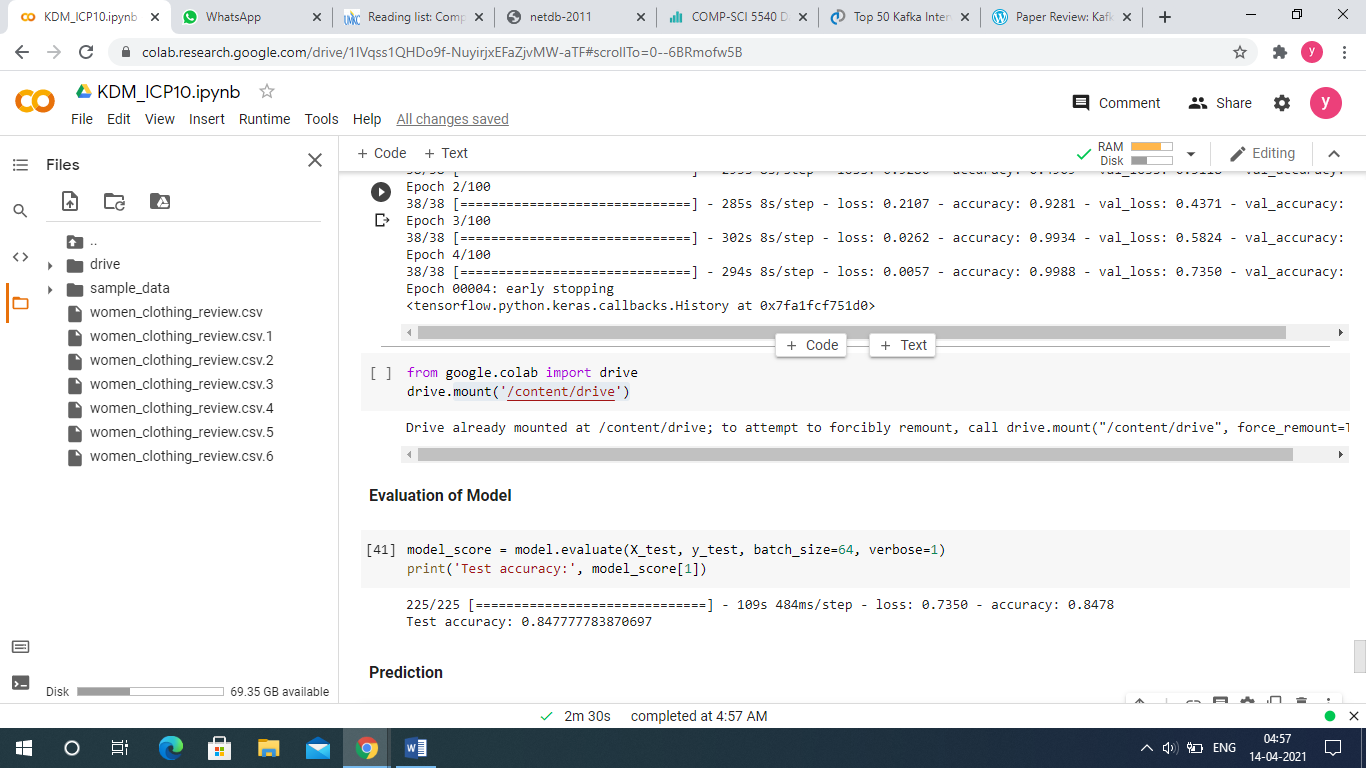 KDM_ICP10.ipynb
WhatsApp
Reading list: Comp
netdb-2011
COMP-SCI 5540 D
Top 50 Kafka Inter
Paper Review: Kafk
colab.research.google.com/drive/1lVqss1QHDo9f-NuyirjxEFaZjvMW-aTF#scrollTo=0--6BRmofw5B
y
KDM_ICP10.ipynb
Comment
Share
y
File Edit View Insert Runtime Tools Help All changes saved
Files
+ Code + Text
RAM
Disk
Editing
..
drive
sample_data
women_clothing_review.csv
women_clothing_review.csv.1
women_clothing_review.csv.2
women_clothing_review.csv.3
women_clothing_review.csv.4
women_clothing_review.csv.5
women_clothing_review.csv.6
Disk 69.35 GB available
Epoch 2/100
38/38 [==============================] - 285s 8s/step - loss: 0.2107 - accuracy: 0.9281 - val_loss: 0.4371 - val_accuracy:
Epoch 3/100
38/38 [==============================] - 302s 8s/step - loss: 0.0262 - accuracy: 0.9934 - val_loss: 0.5824 - val_accuracy:
Epoch 4/100
38/38 [==============================] - 294s 8s/step - loss: 0.0057 - accuracy: 0.9988 - val_loss: 0.7350 - val_accuracy:
Epoch 00004: early stopping
<tensorflow.python.keras.callbacks.History at 0x7fa1fcf751d0>
+ Code + Text
[ ] from google.colab import drive
drive.mount('/content/drive')
Drive already mounted at /content/drive; to attempt to forcibly remount, call drive.mount("/content/drive", force_remount=T
Evaluation of Model
[41] model_score = model.evaluate(X_test, y_test, batch_size=64, verbose=1)
print('Test accuracy:', model_score[1])
225/225 [==============================] - 109s 484ms/step - loss: 0.7350 - accuracy: 0.8478
Test accuracy: 0.847777783870697
Prediction
2m 30s completed at 4:57 AM
ENG
04:57
14-04-2021